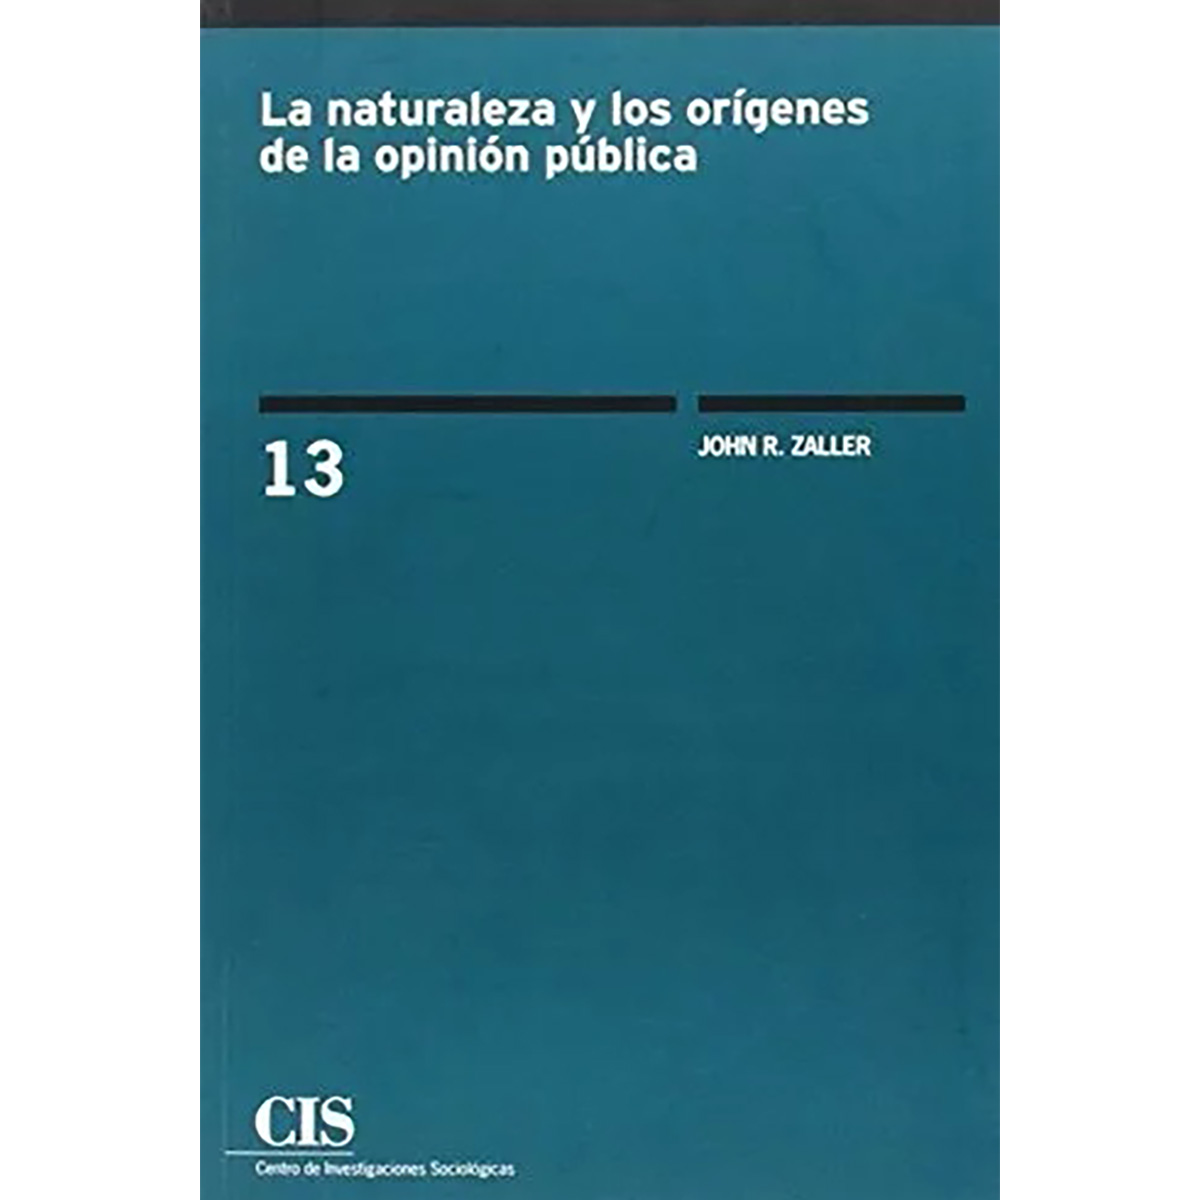 La naturaleza y los orígenes
de la opinión pública
13
JOHN R. ZALLER
CIS
Centro de Investigaciones Sociológicas